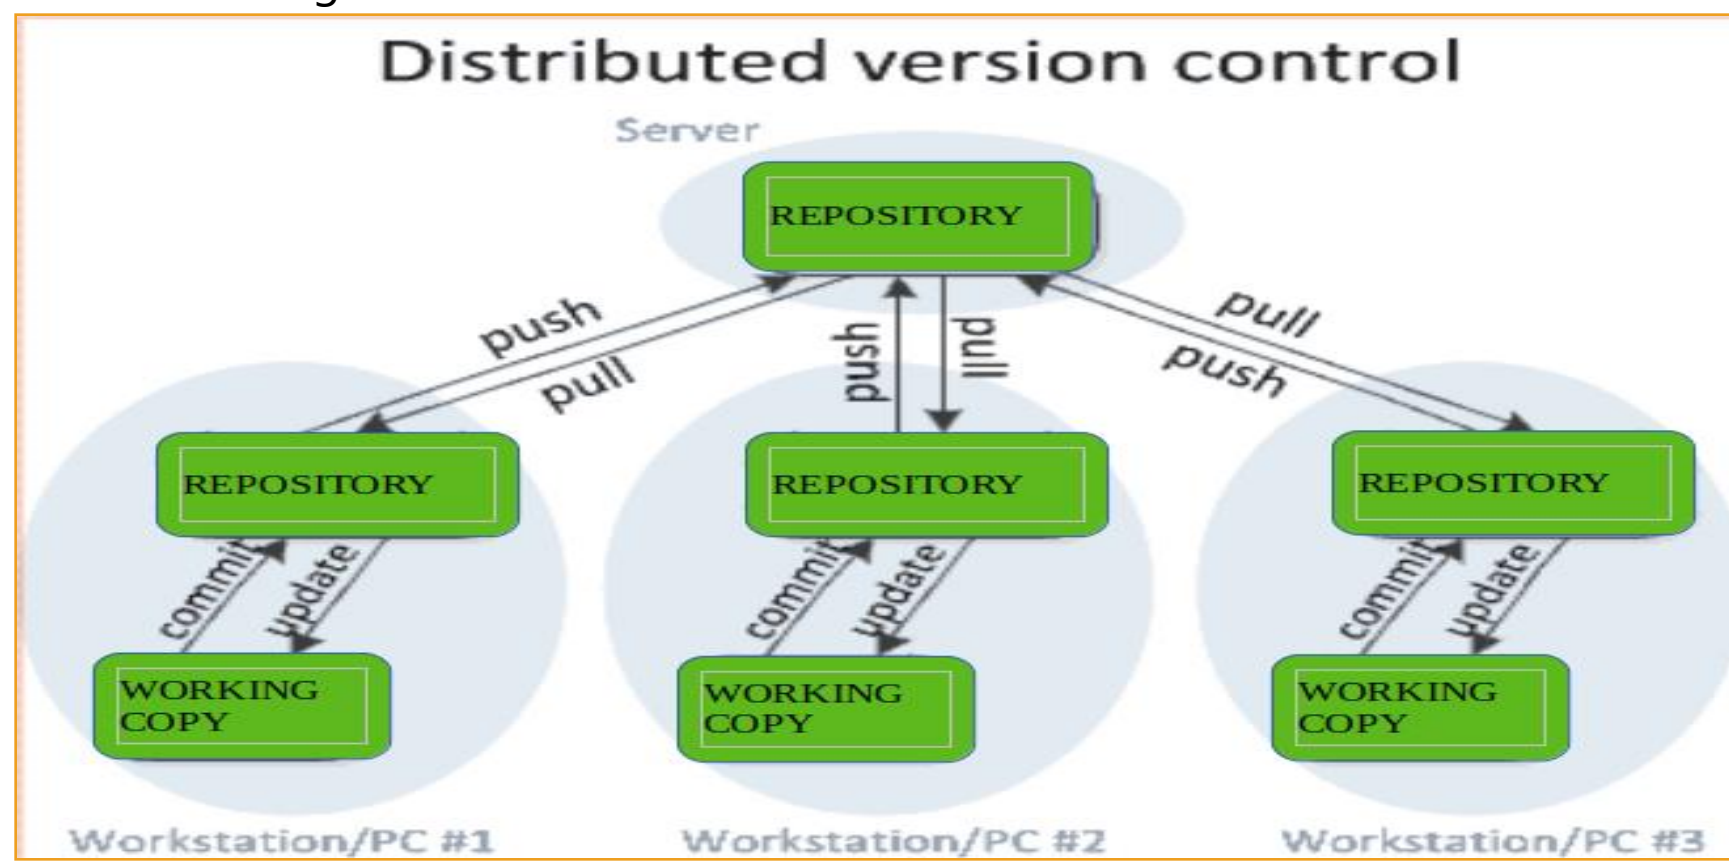 Distributed version control
Server
REPOSITORY
push
pull
push
pull
pull
push
REPOSITORY
REPOSITORY
REPOSITORY
commit
update
commit
update
commit
update
WORKING
COPY
WORKING
COPY
WORKING
COPY
Workstation/PC #1
Workstation/PC #2
Workstation/PC #3